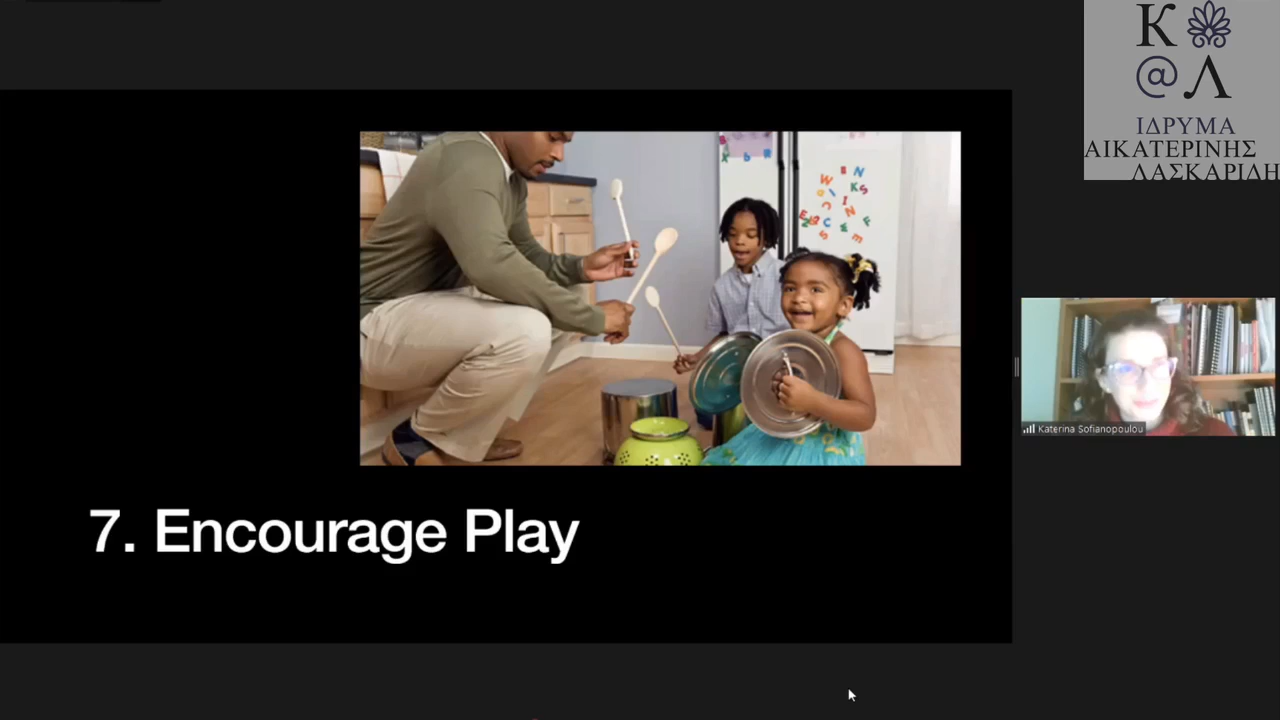 Κ
@ Λ
ΙΔΡΥΜΑ
ΑΙΚΑΤΕΡΙΝΗΣ
ΛΑΣΚΑΡΙΔΗ
7. Encourage Play
Katerina Sofianopoulou